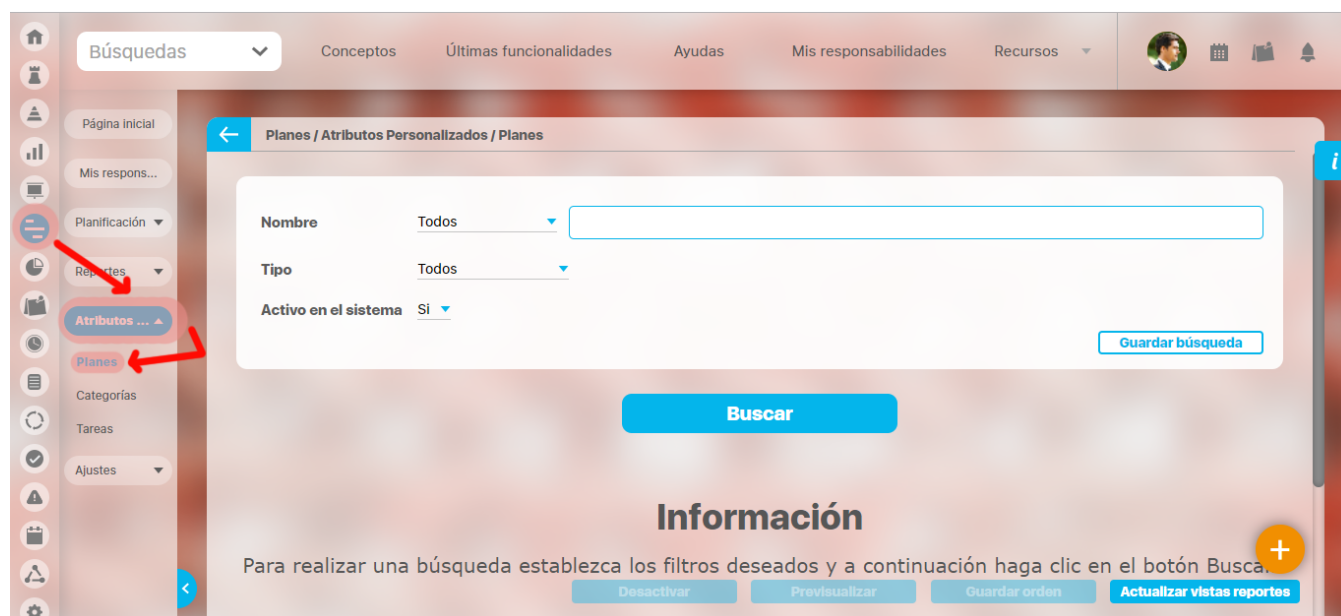 Búsquedas
Conceptos
Últimas funcionalidades
Ayudas
Mis responsabilidades
Recursos
Página inicial
Mis respons...
Planificación
Reportes
Atributos ...
Planes
Categorías
Tareas
Ajustes
Planes / Atributos Personalizados / Planes
i
Nombre Todos
Tipo Todos
Activo en el sistema Si
Guardar búsqueda
Buscar
Información
Para realizar una búsqueda establezca los filtros deseados y a continuación haga clic en el botón Buscar.
Desactivar
Previsualizar
Guardar orden
Actualizar vistas reportes